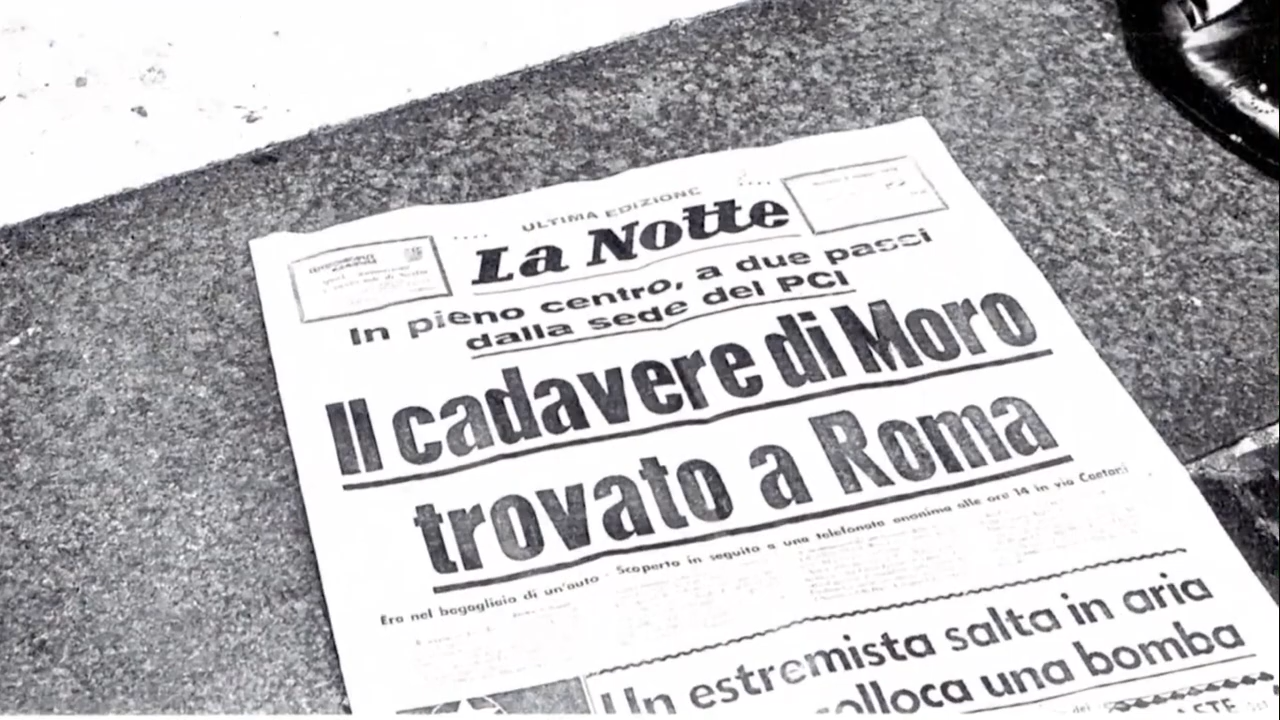 ULTIMA EDIZIONE
La Notte
In pieno centro, a due passi
dalla sede del PCI
Il cadavere di Moro
trovato a Roma
Era nel bagagliaio di un'auto - Scoperto in seguito a una telefonata anonima alle ore 14 in via Caetani
Un estremista salta in aria
colloca una bomba